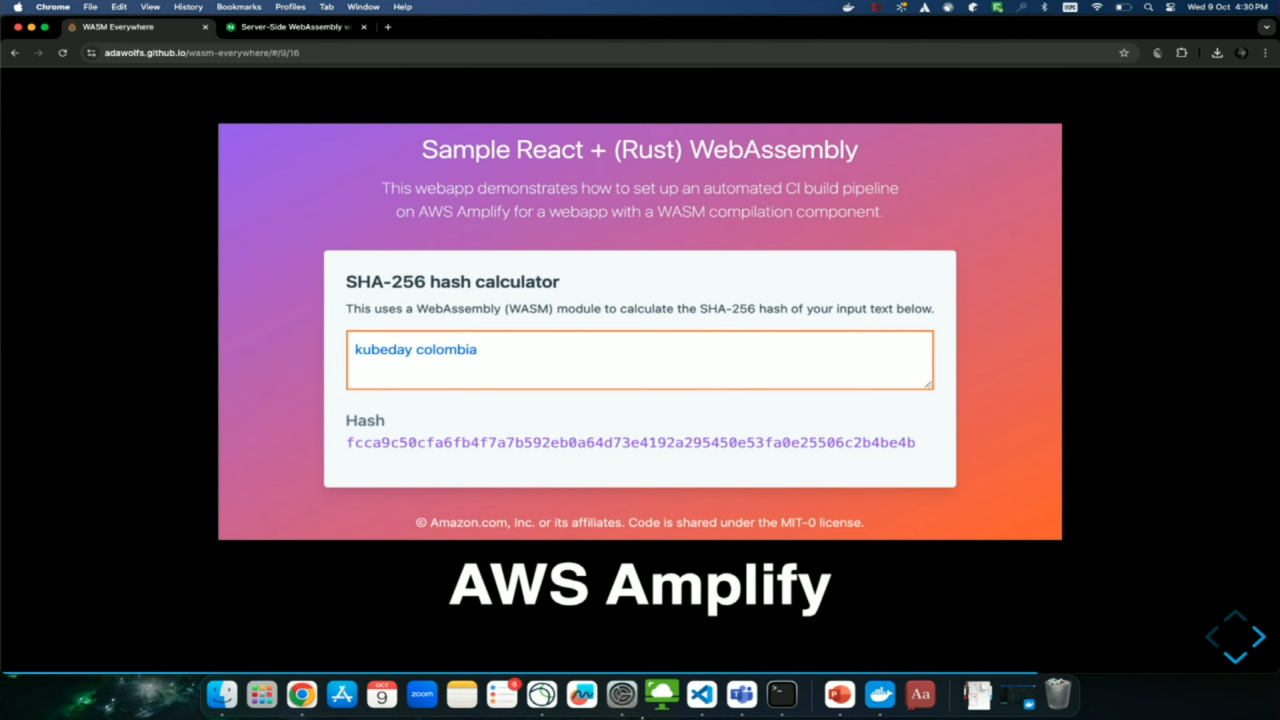 Chrome File Edit View History Bookmarks Profiles Tab Window Help Wed 9 Oct 4:30 PM
WASM Everywhere Server-Side WebAssembly w
adawolfs.github.io/wasm-everywhere/#/9/16
Sample React + (Rust) WebAssembly
This webapp demonstrates how to set up an automated CI build pipeline
on AWS Amplify for a webapp with a WASM compilation component.
SHA-256 hash calculator
This uses a WebAssembly (WASM) module to calculate the SHA-256 hash of your input text below.
kubeday colombia
Hash
fcca9c50cfa6fb4f7a7b592eb0a64d73e4192a295450e53fa0e25506c2b4be4b
© Amazon.com, Inc. or its affiliates. Code is shared under the MIT-0 license.
AWS Amplify
OCT
9
zoom
Aa